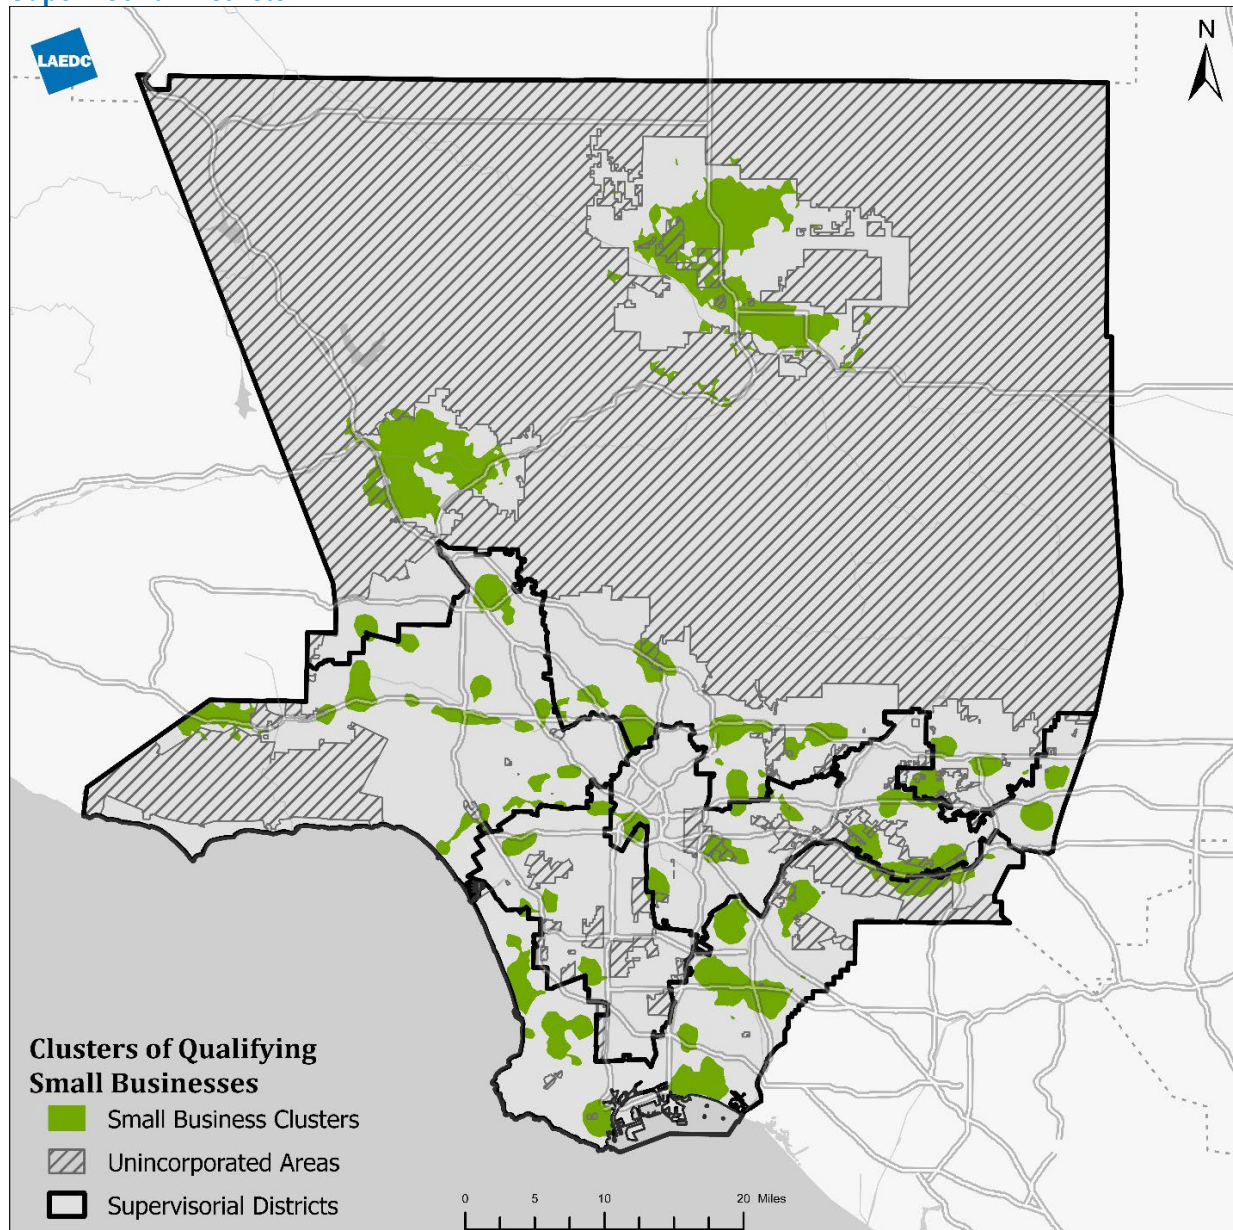 LAEDC
N
Clusters of Qualifying
Small Businesses
Small Business Clusters
Unincorporated Areas
Supervisorial Districts
0 5 10 20 Miles